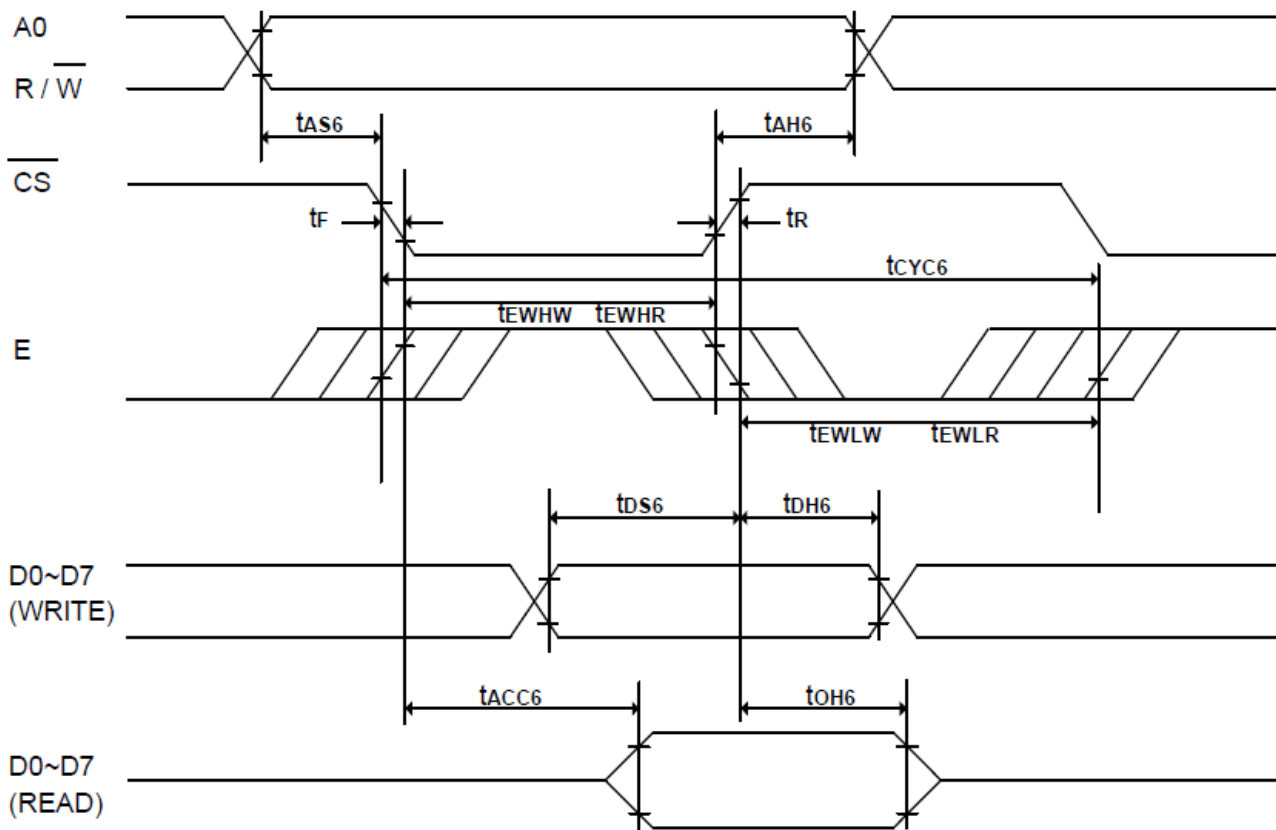 A0
R / W
tAS6
tAH6
CS
tF
tR
tCYC6
tEWHW tEWHR
E
tEWLW tEWLR
tDS6
tDH6
D0~D7
(WRITE)
tACC6
tOH6
D0~D7
(READ)